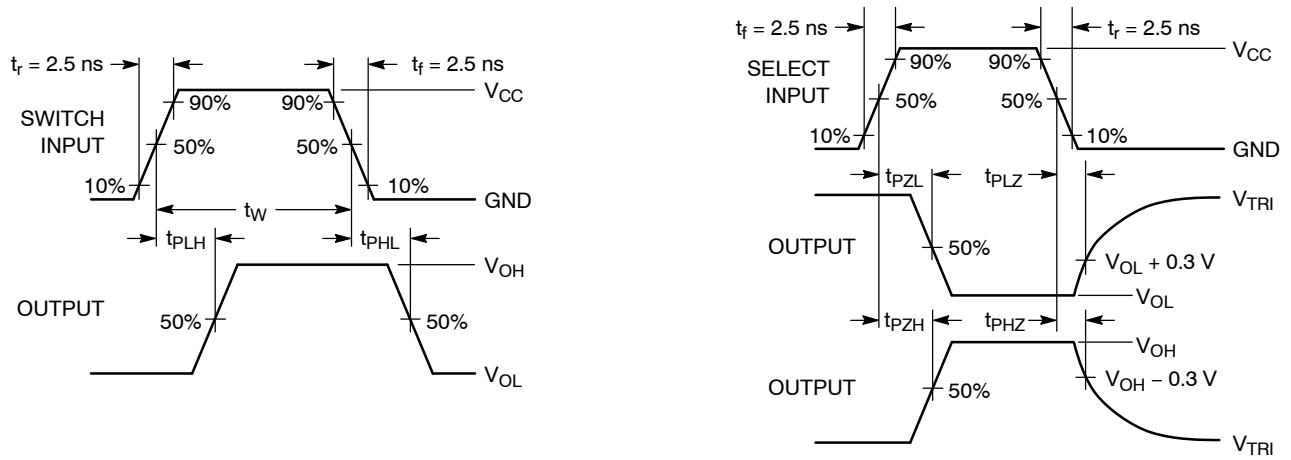 t_r = 2.5 ns
t_f = 2.5 ns
V_CC
90%
90%
SWITCH
INPUT
50%
50%
10%
10%
GND
t_W
t_PLH
t_PHL
V_OH
OUTPUT
50%
50%
V_OL
t_f = 2.5 ns
t_r = 2.5 ns
V_CC
SELECT
INPUT
90%
90%
50%
50%
10%
10%
GND
t_PZL
t_PLZ
V_TRI
OUTPUT
50%
V_OL + 0.3 V
V_OL
t_PZH
t_PHZ
V_OH
OUTPUT
50%
V_OH − 0.3 V
V_TRI